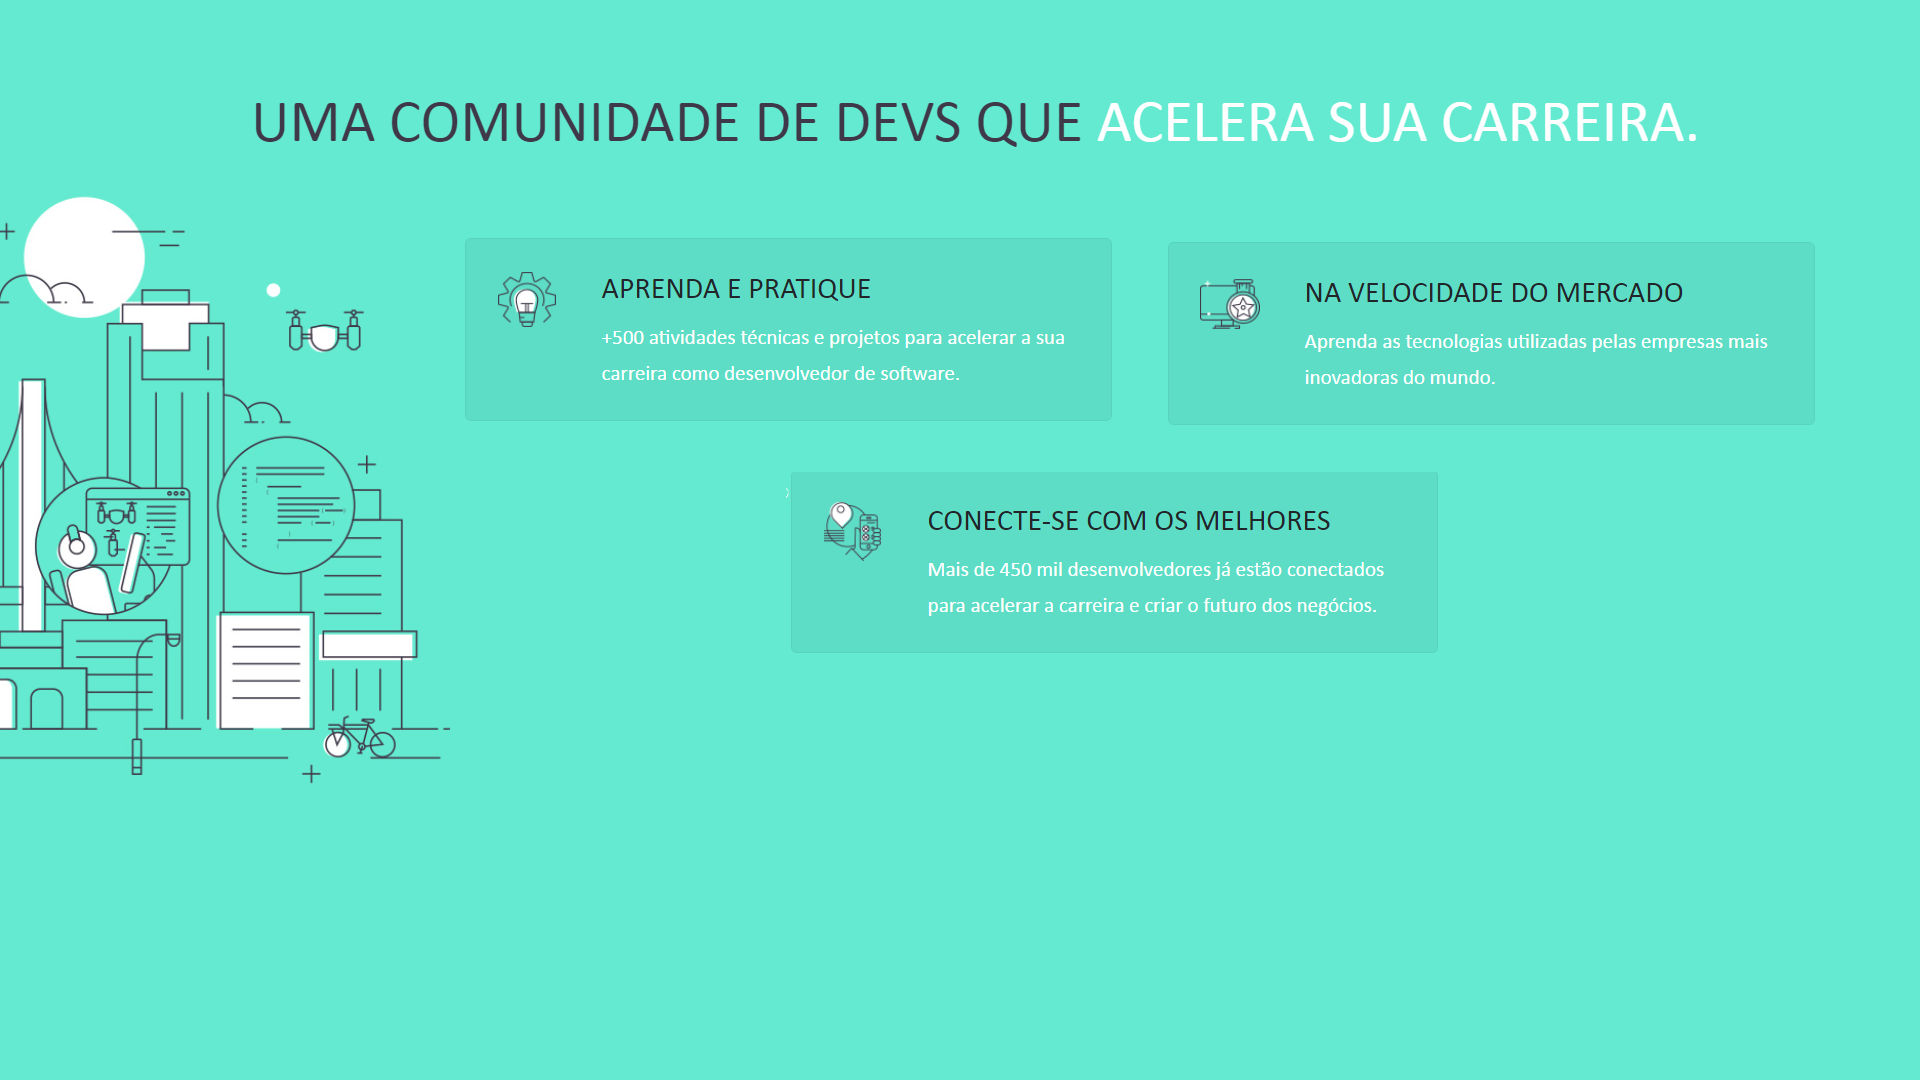 UMA COMUNIDADE DE DEVS QUE ACELERA SUA CARREIRA.
APRENDA E PRATIQUE
+500 atividades técnicas e projetos para acelerar a sua
carreira como desenvolvedor de software.
NA VELOCIDADE DO MERCADO
Aprenda as tecnologias utilizadas pelas empresas mais
inovadoras do mundo.
CONECTE-SE COM OS MELHORES
Mais de 450 mil desenvolvedores já estão conectados
para acelerar a carreira e criar o futuro dos negócios.